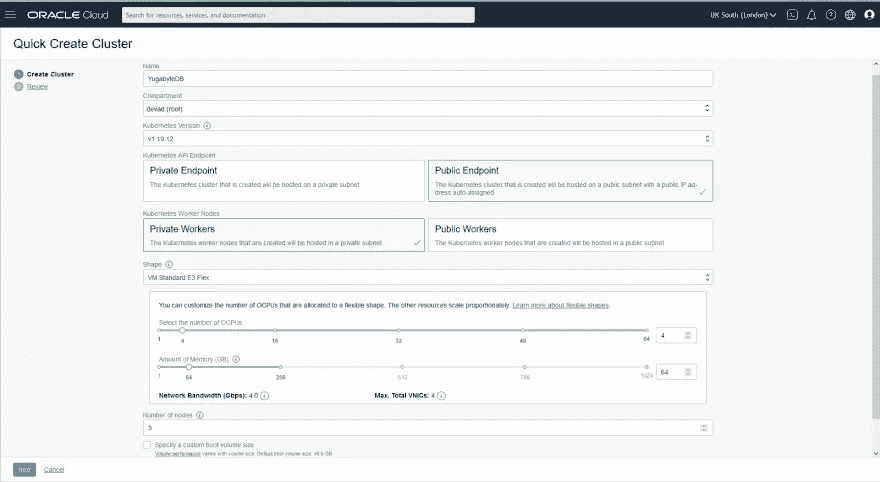 ORACLE Cloud
Search for resources, services, and documentation
UK South (London)
Quick Create Cluster
1 Create Cluster
2 Review
Name
YugabyteDB
Compartment
devad (root)
Kubernetes Version
v1.19.12
Kubernetes API Endpoint
Private Endpoint
The Kubernetes cluster that is created will be hosted on a private subnet
Public Endpoint
The Kubernetes cluster that is created will be hosted on a public subnet with a public IP ad-
dress auto-assigned
Kubernetes Worker Nodes
Private Workers
The Kubernetes worker nodes that are created will be hosted in a private subnet
Public Workers
The Kubernetes worker nodes that are created will be hosted in a public subnet
Shape
VM.Standard.E3.Flex
You can customize the number of OCPUs that are allocated to a flexible shape. The other resources scale proportionately. Learn more about flexible shapes.
Select the number of OCPUs
1 4 16 32 48 64
4
Amount of Memory (GB)
1 64 256 512 768 1024
64
Network Bandwidth (Gbps): 4.0
Max. Total VNICs: 4
Number of nodes
3
Specify a custom boot volume size
Volume performance varies with volume size. Default boot volume size: 46.6 GB
Next
Cancel